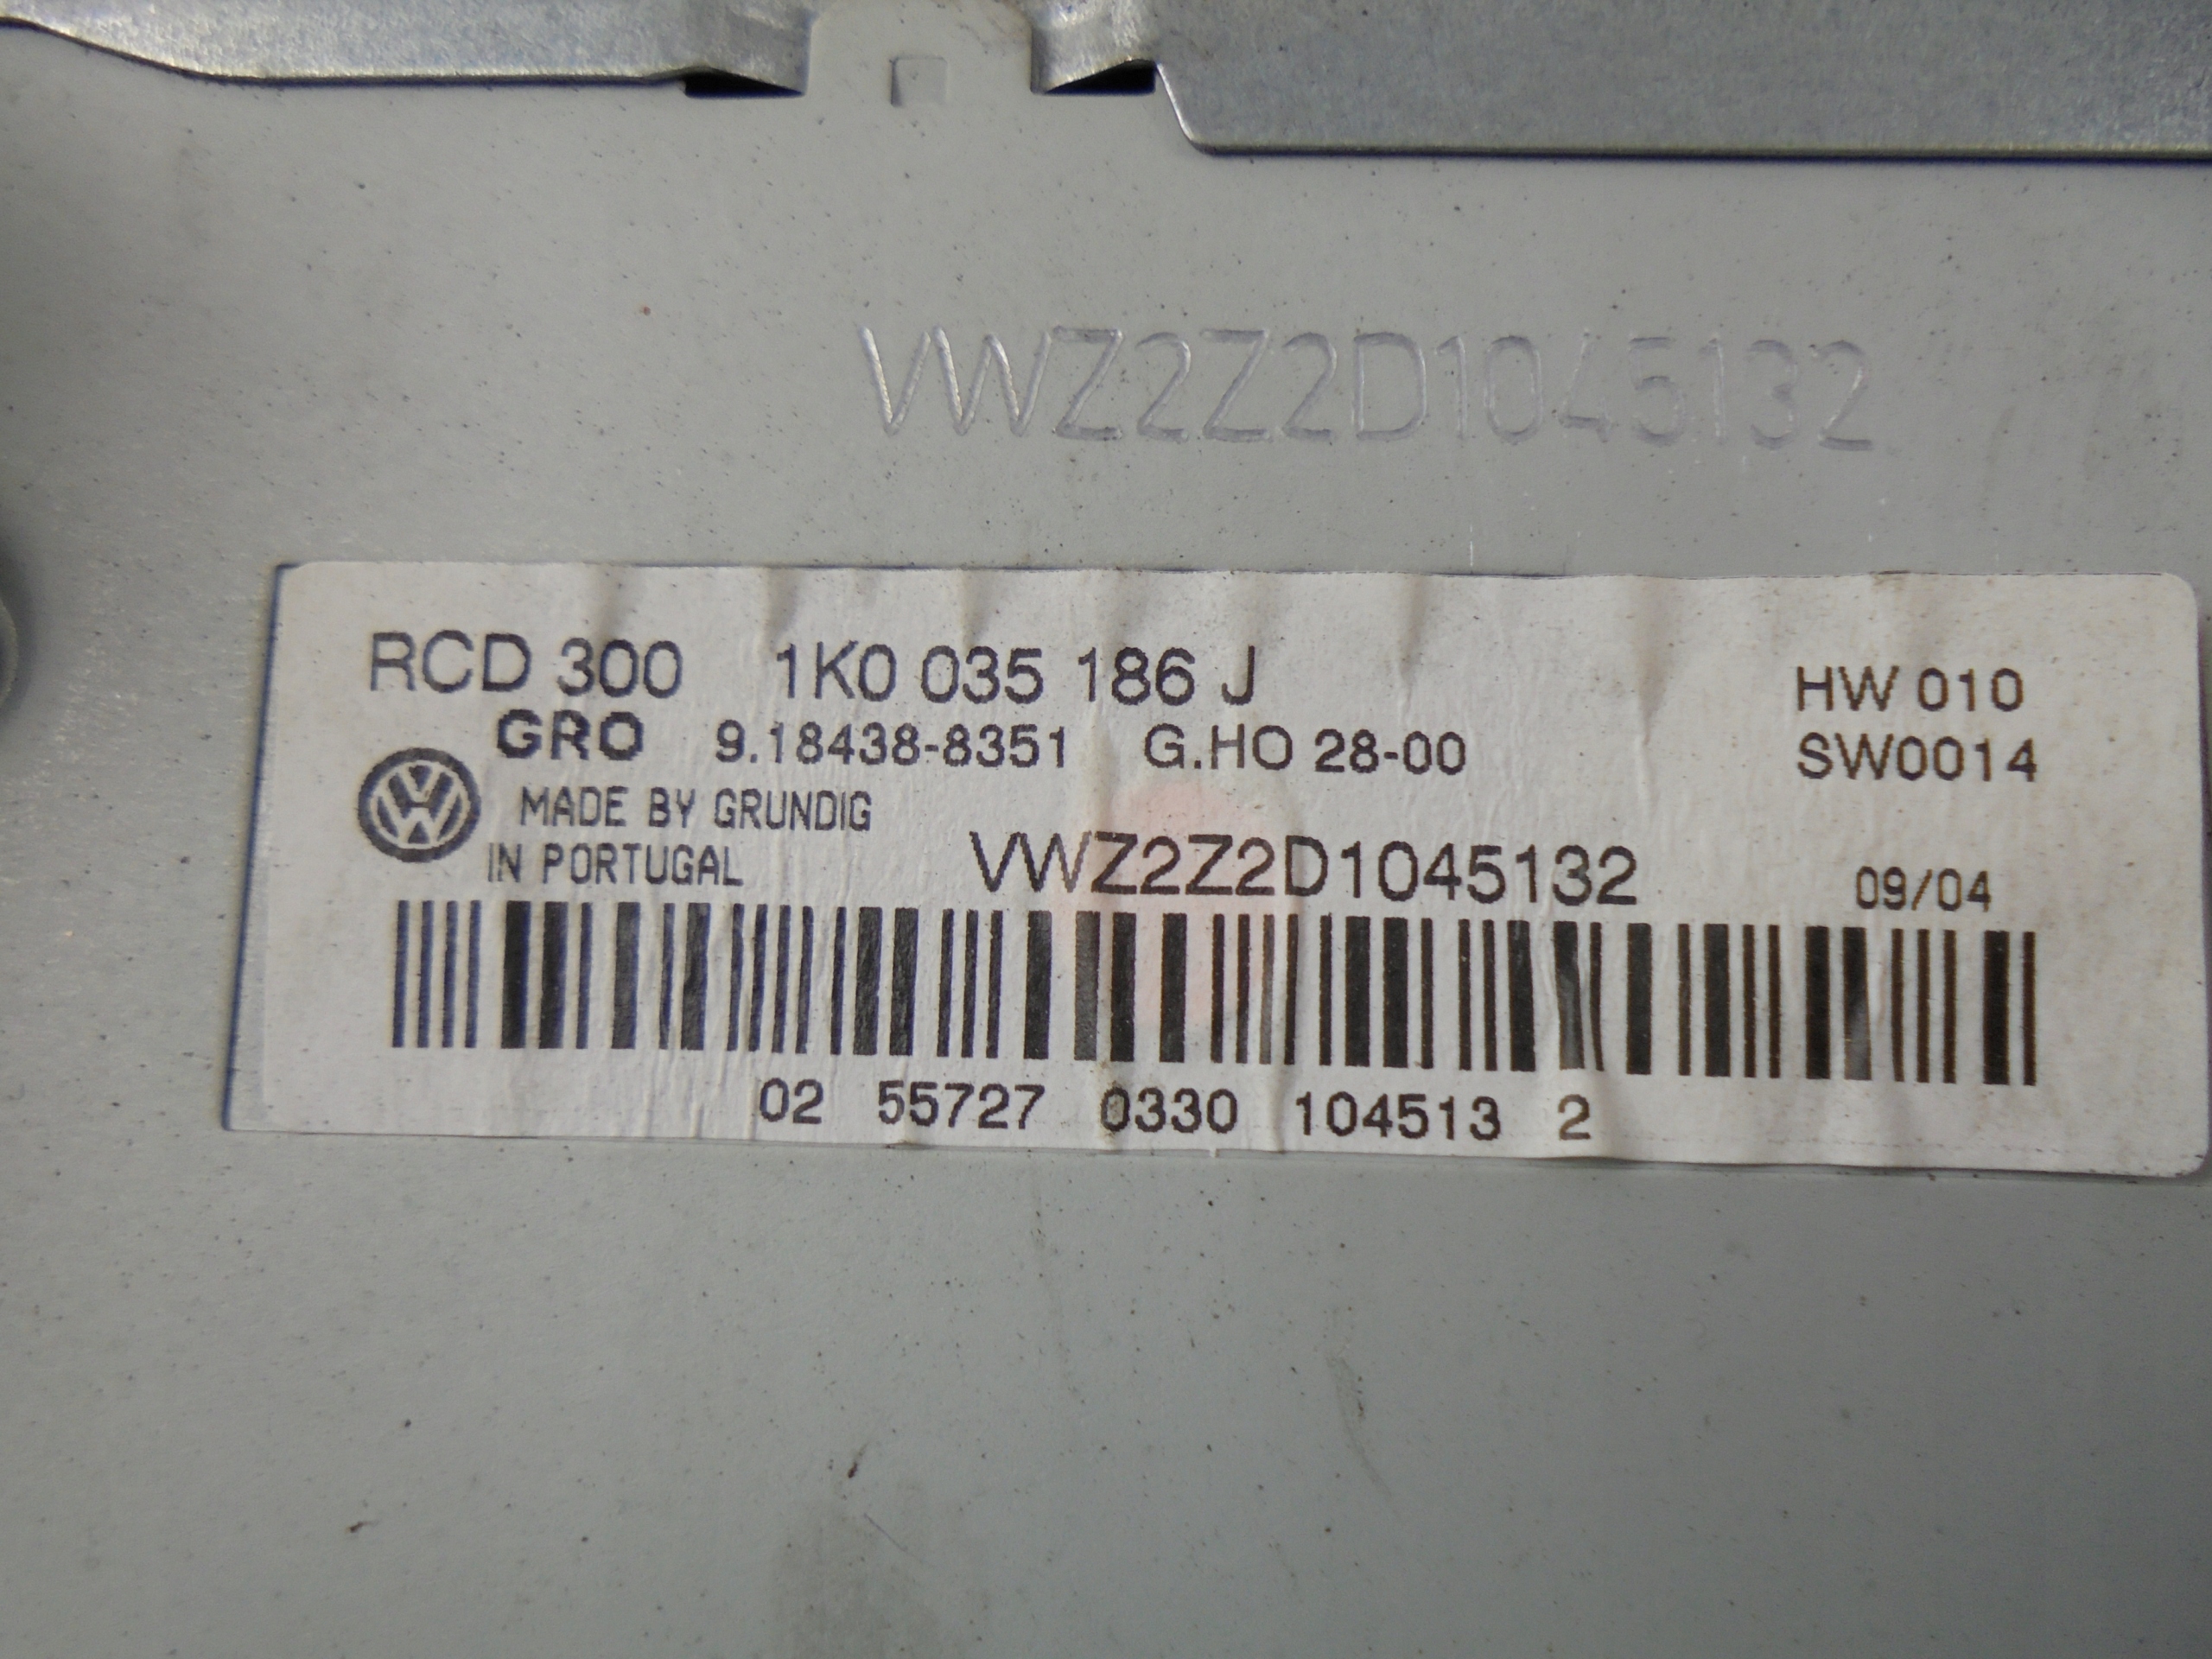 VWZ2Z2D1045132
RCD 300 1K0 035 186 J HW 010
GRO 9.18438-8351 G.HO 28-00 SW0014
MADE BY GRUNDIG
IN PORTUGAL VWZ2Z2D1045132 09/04
02 55727 0330 104513 2